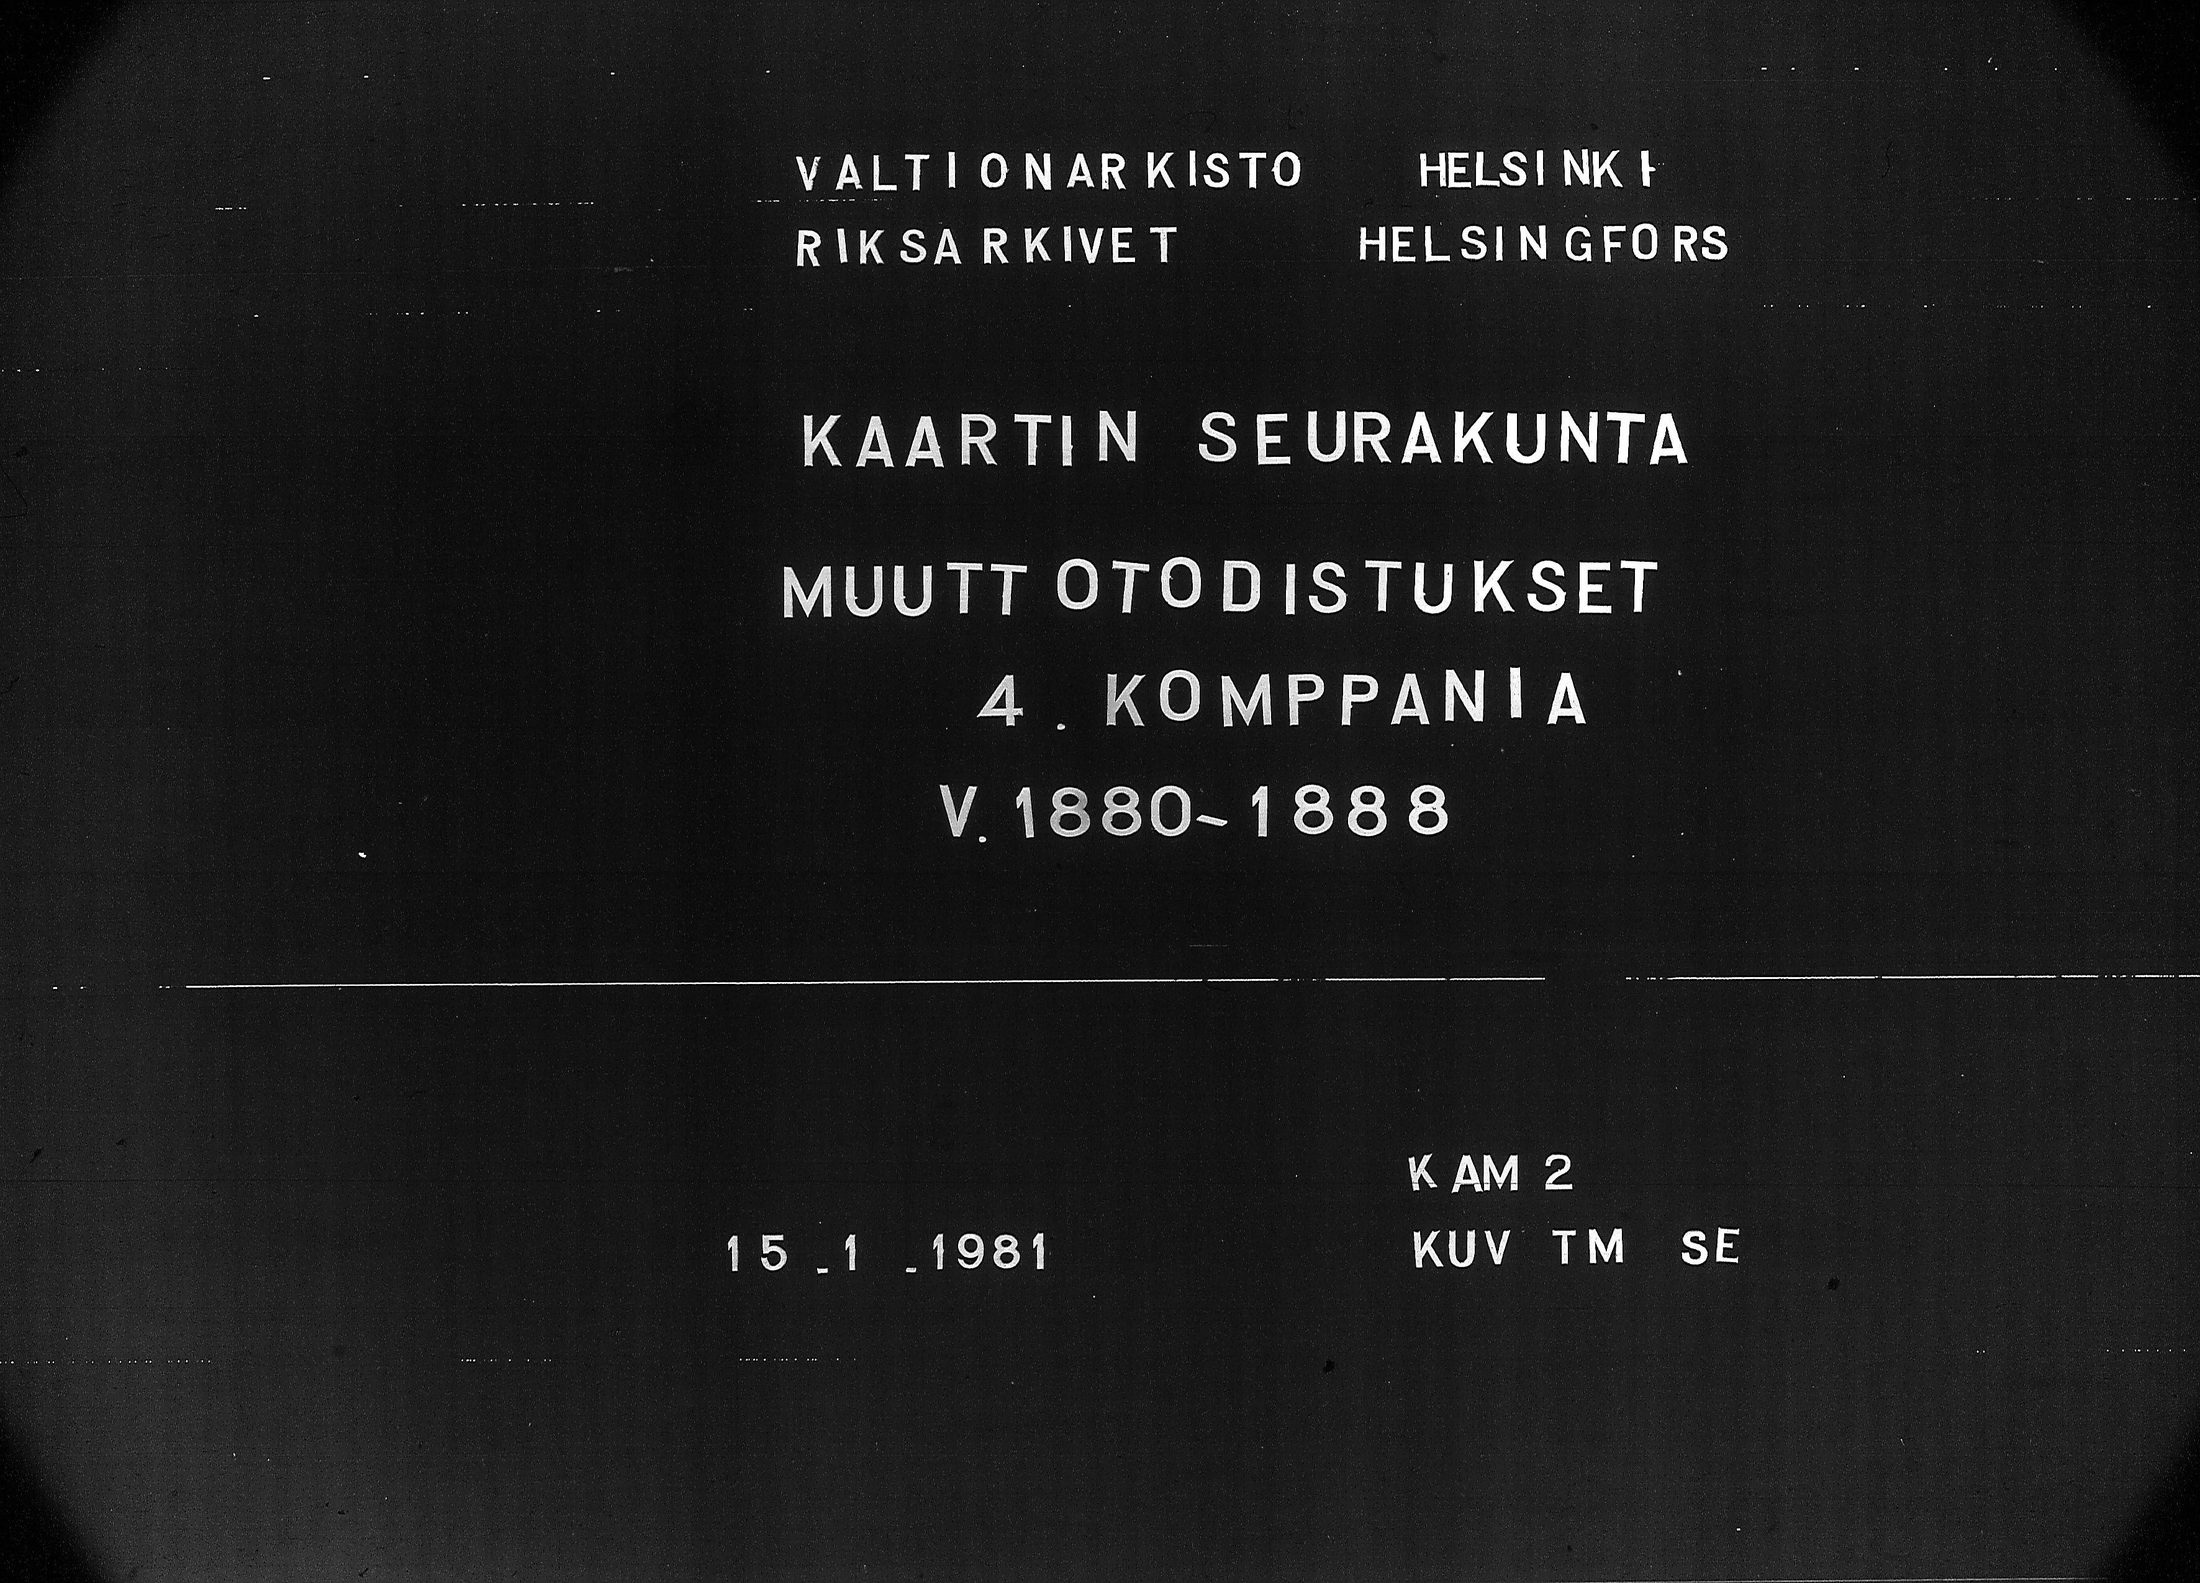 VALTIONARKISTO HELSINKI
RIKSARKIVET HELSINGFORS
KAARTIN SEURAKUNTA
MUUTTOTODISTUKSET
4. KOMPPANIA
V. 1880-1888
KAM 2
15.1.1981 KUV TM SE